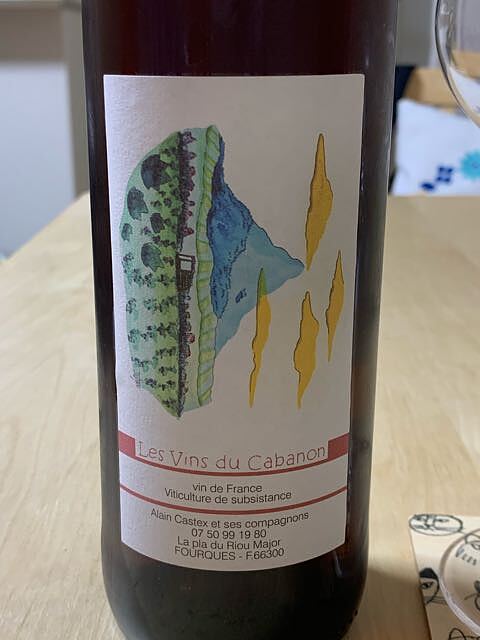 Les Vins du Cabanon
vin de France
Viticulture de subsistance
Alain Castex et ses compagnons
07 50 99 19 80
La pla du Riou Major
FOURQUES - F.66300